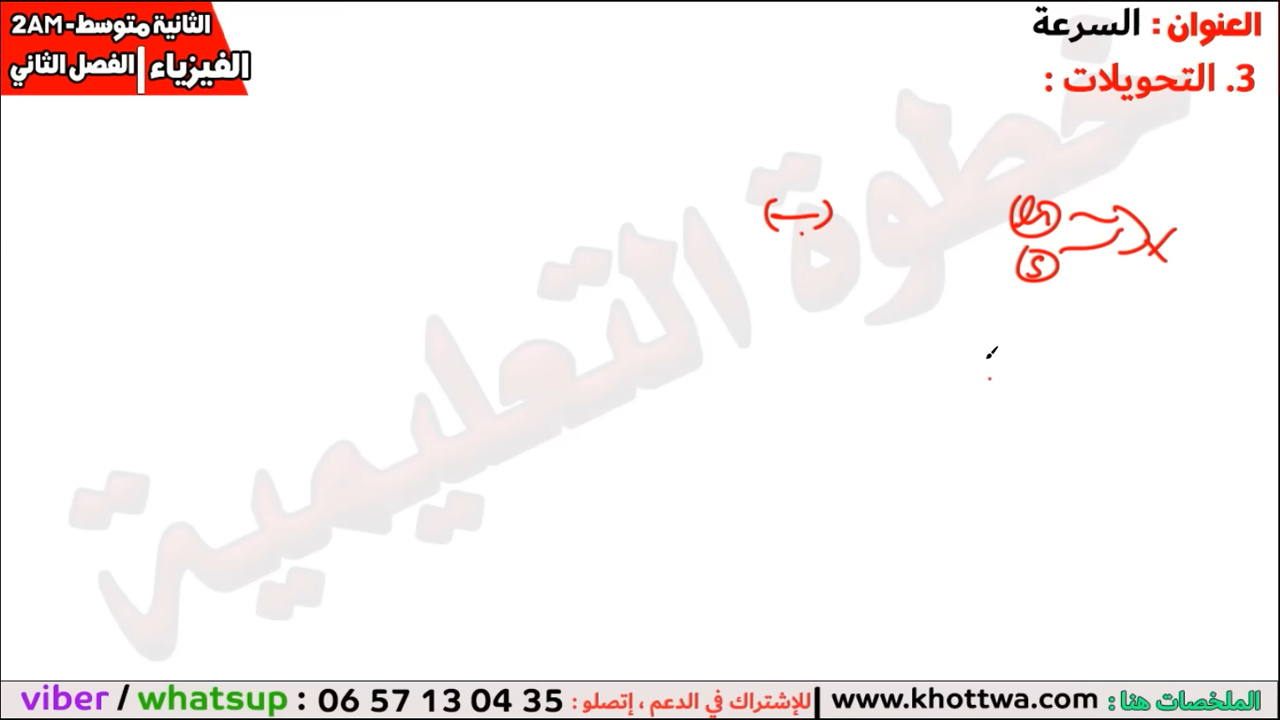 العنوان : السرعة
الثانية متوسط-2AM
الفيزياء | الفصل الثاني
3. التحويلات :
خطوة التعليمية
(—)
S
الملخصات هنا : www.khottwa.com | للإشتراك في الدعم ، إتصلو : 06 57 13 04 35 : viber / whatsup